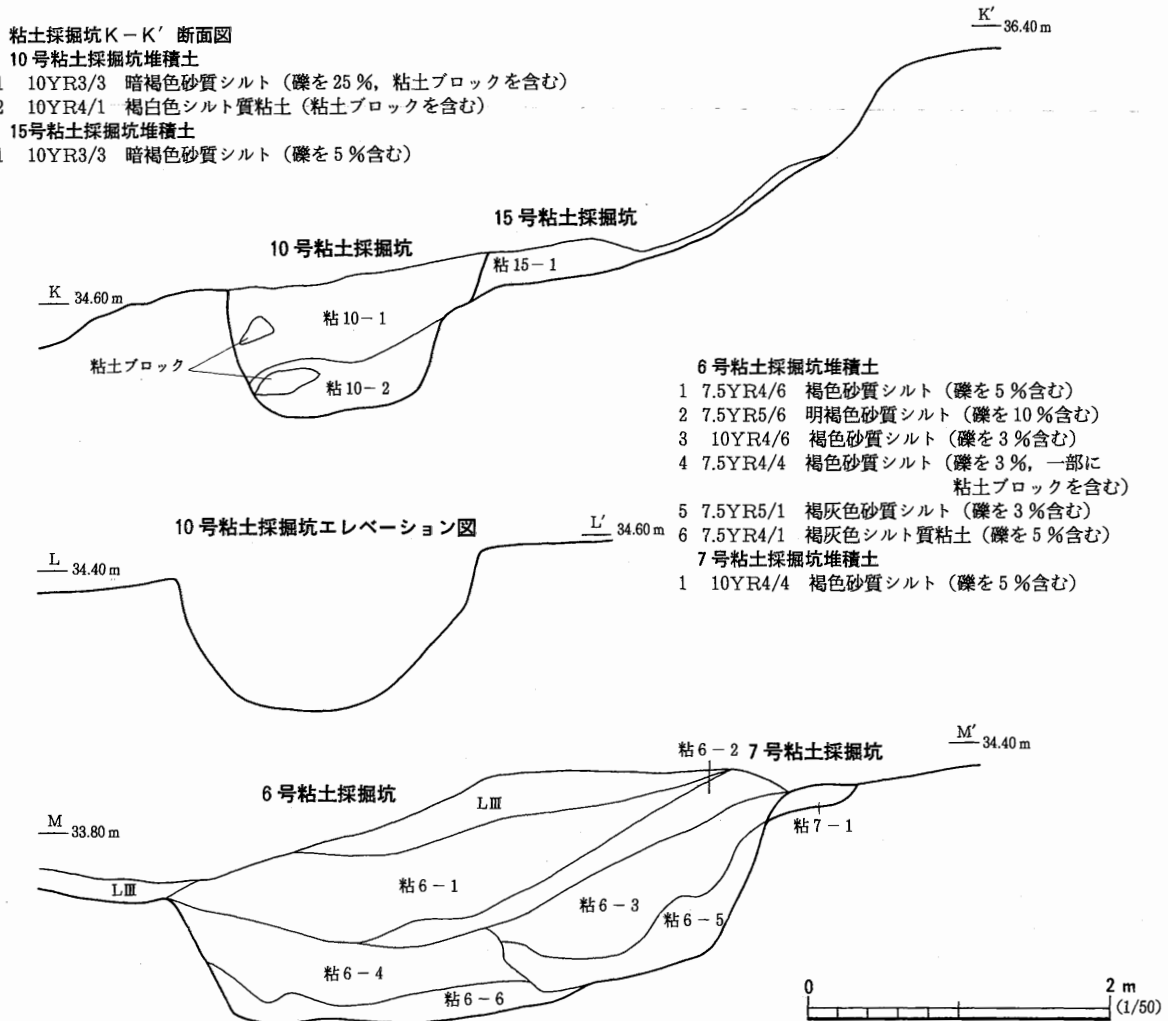 粘土採掘坑K－K′ 断面図
10号粘土採掘坑堆積土
1 10YR3/3 暗褐色砂質シルト（礫を25％，粘土ブロックを含む）
2 10YR4/1 褐白色シルト質粘土（粘土ブロックを含む）
15号粘土採掘坑堆積土
1 10YR3/3 暗褐色砂質シルト（礫を5％含む）
K′ 36.40m
15号粘土採掘坑
10号粘土採掘坑
粘15－1
K 34.60m
粘10－1
粘土ブロック
粘10－2
6号粘土採掘坑堆積土
1 7.5YR4/6 褐色砂質シルト（礫を5％含む）
2 7.5YR5/6 明褐色砂質シルト（礫を10％含む）
3 10YR4/6 褐色砂質シルト（礫を3％含む）
4 7.5YR4/4 褐色砂質シルト（礫を3％，一部に
粘土ブロックを含む）
5 7.5YR5/1 褐灰色砂質シルト（礫を3％含む）
6 7.5YR4/1 褐灰色シルト質粘土（礫を5％含む）
7号粘土採掘坑堆積土
1 10YR4/4 褐色砂質シルト（礫を5％含む）
10号粘土採掘坑エレベーション図
L′ 34.60m
L 34.40m
粘6－2
7号粘土採掘坑
M′ 34.40m
6号粘土採掘坑
LⅢ
M 33.80m
粘7－1
LⅢ
粘6－1
粘6－3
粘6－5
粘6－4
粘6－6
0 2m
(1/50)